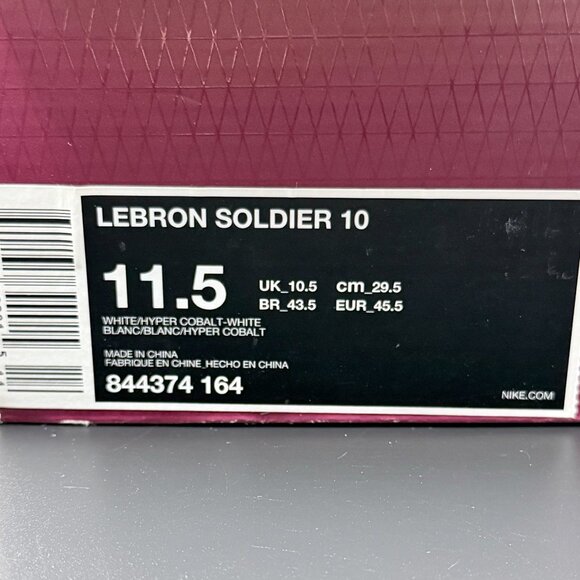 LEBRON SOLDIER 10
11.5 UK_10.5 cm_29.5
BR_43.5 EUR_45.5
WHITE/HYPER COBALT-WHITE
BLANC/BLANC/HYPER COBALT
MADE IN CHINA
FABRIQUE EN CHINE_HECHO EN CHINA
844374 164
NIKE.COM